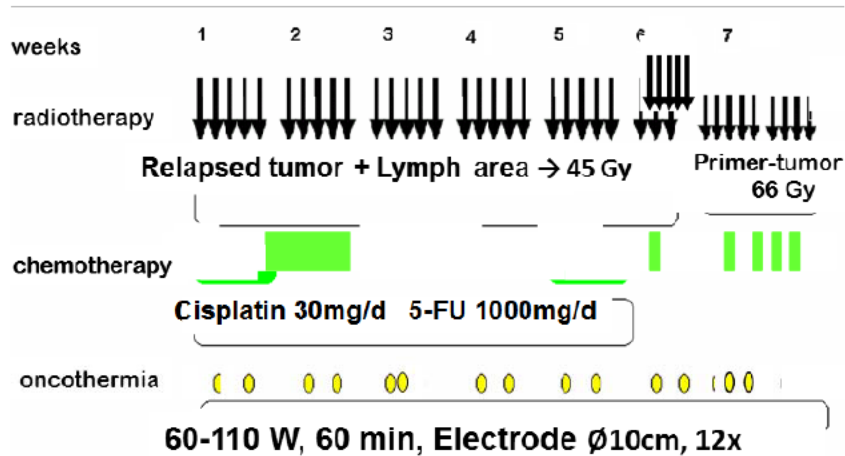 weeks 1 2 3 4 5 6 7
radiotherapy
Relapsed tumor + Lymph area → 45 Gy
Primer-tumor
66 Gy
chemotherapy
Cisplatin 30mg/d 5-FU 1000mg/d
oncothermia
60-110 W, 60 min, Electrode Ø10cm, 12x